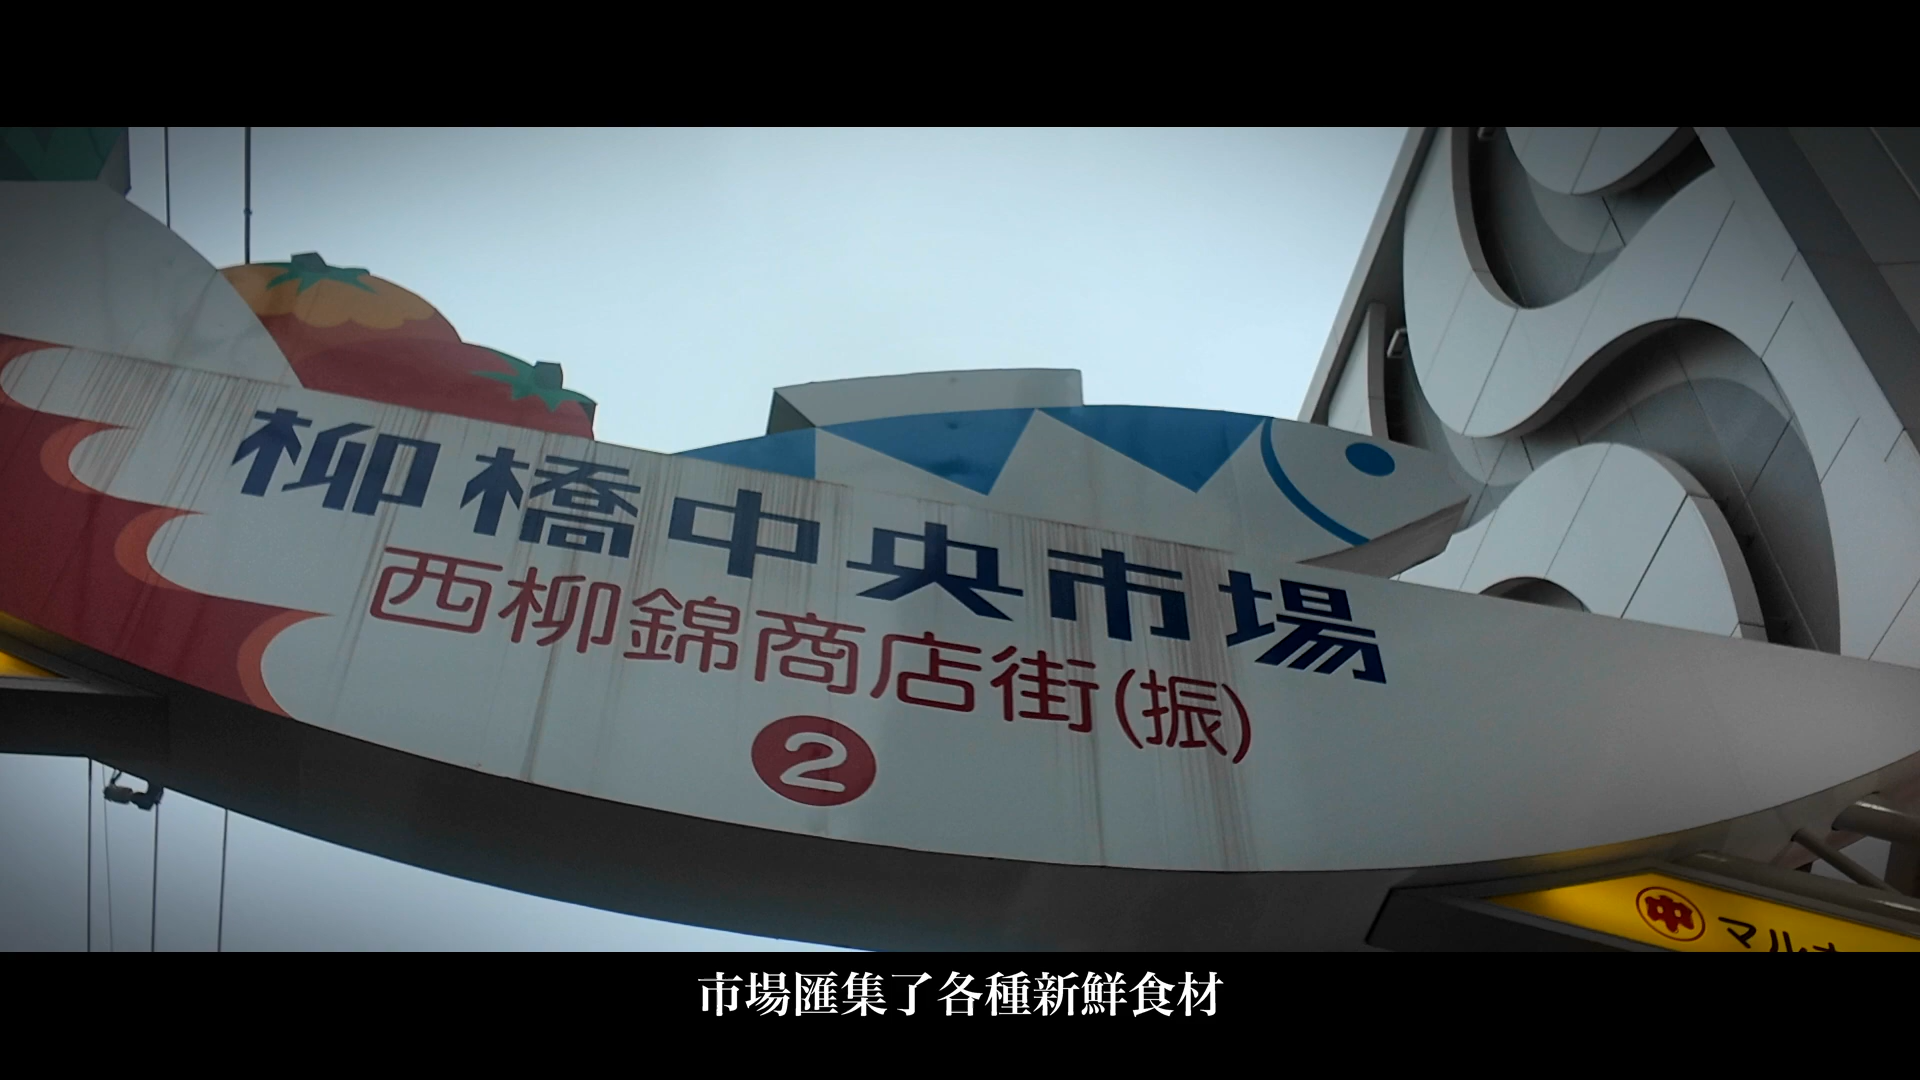 柳橋中央市場
西柳錦商店街(振)
2
中
マル
市場匯集了各種新鮮食材